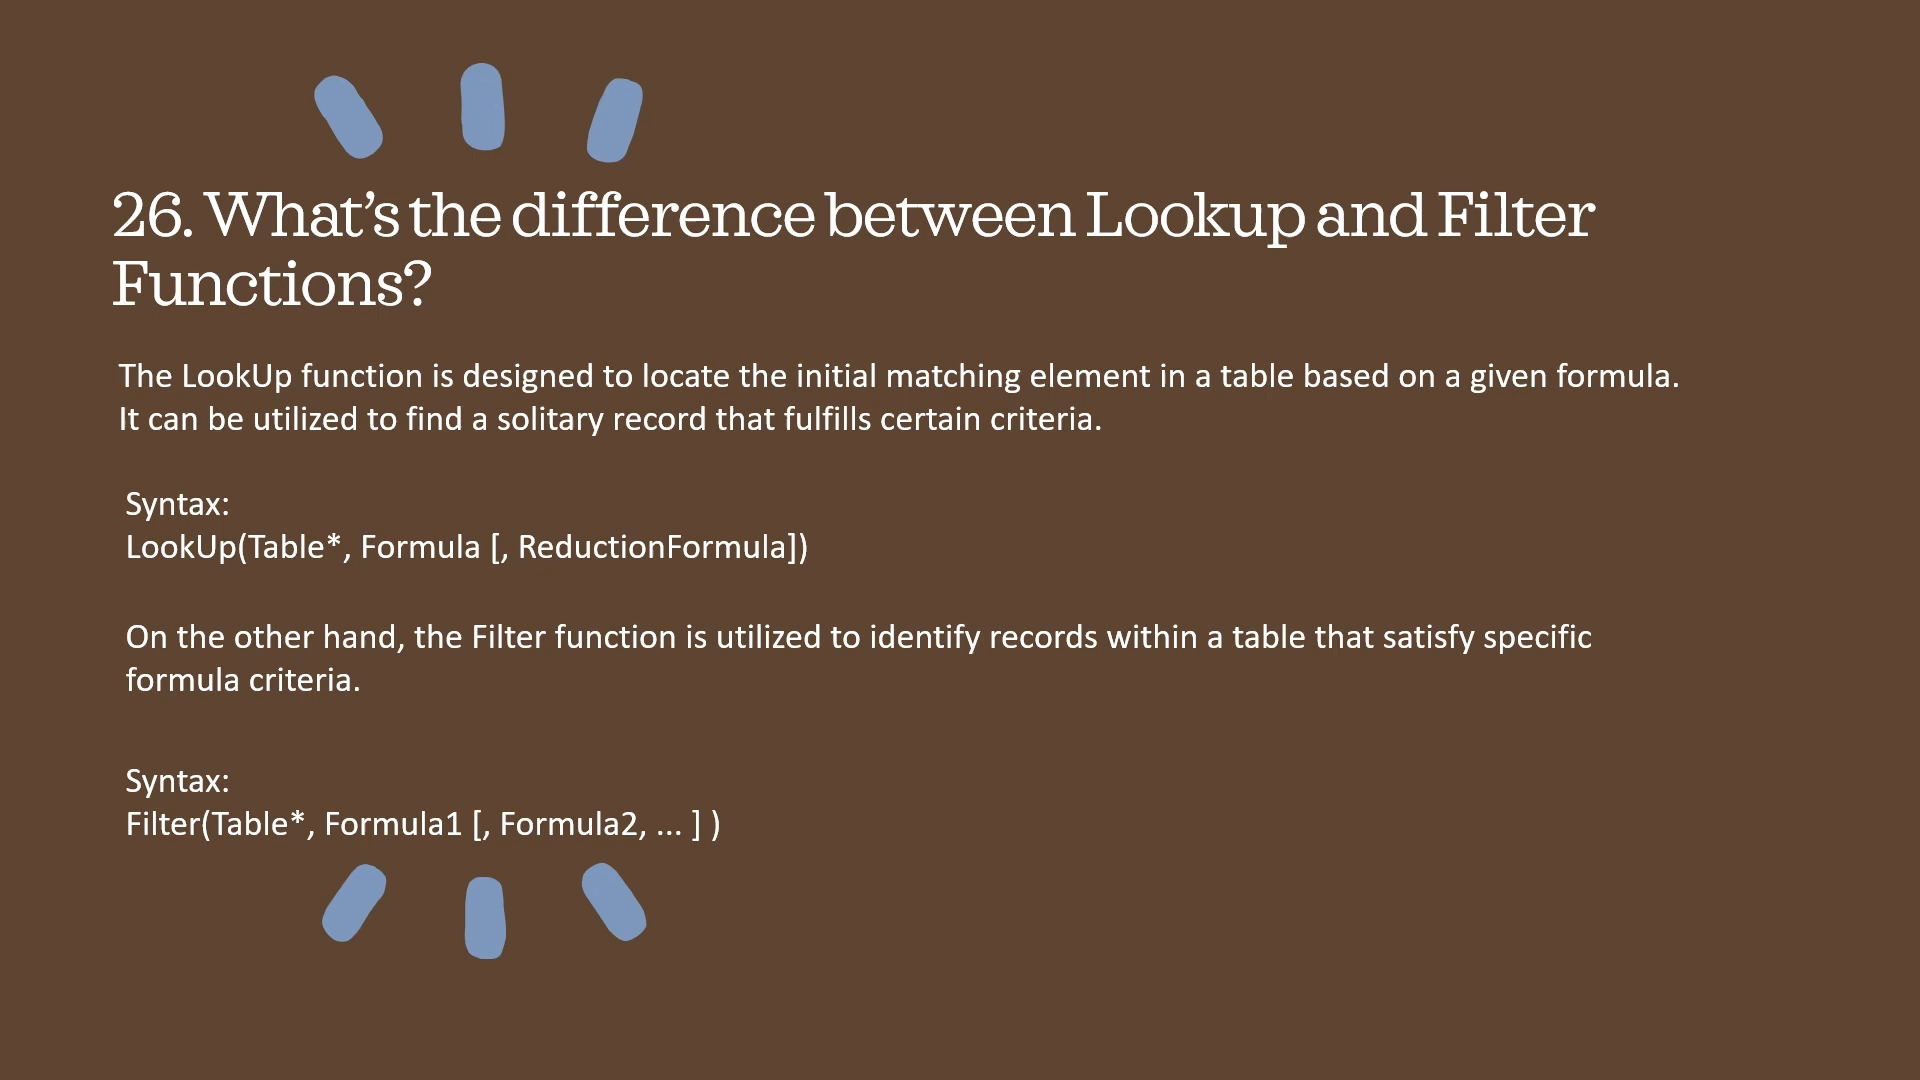 26. What’s the difference between Lookup and Filter
Functions?
The LookUp function is designed to locate the initial matching element in a table based on a given formula.
It can be utilized to find a solitary record that fulfills certain criteria.
Syntax:
LookUp(Table*, Formula [, ReductionFormula])
On the other hand, the Filter function is utilized to identify records within a table that satisfy specific
formula criteria.
Syntax:
Filter(Table*, Formula1 [, Formula2, ... ] )